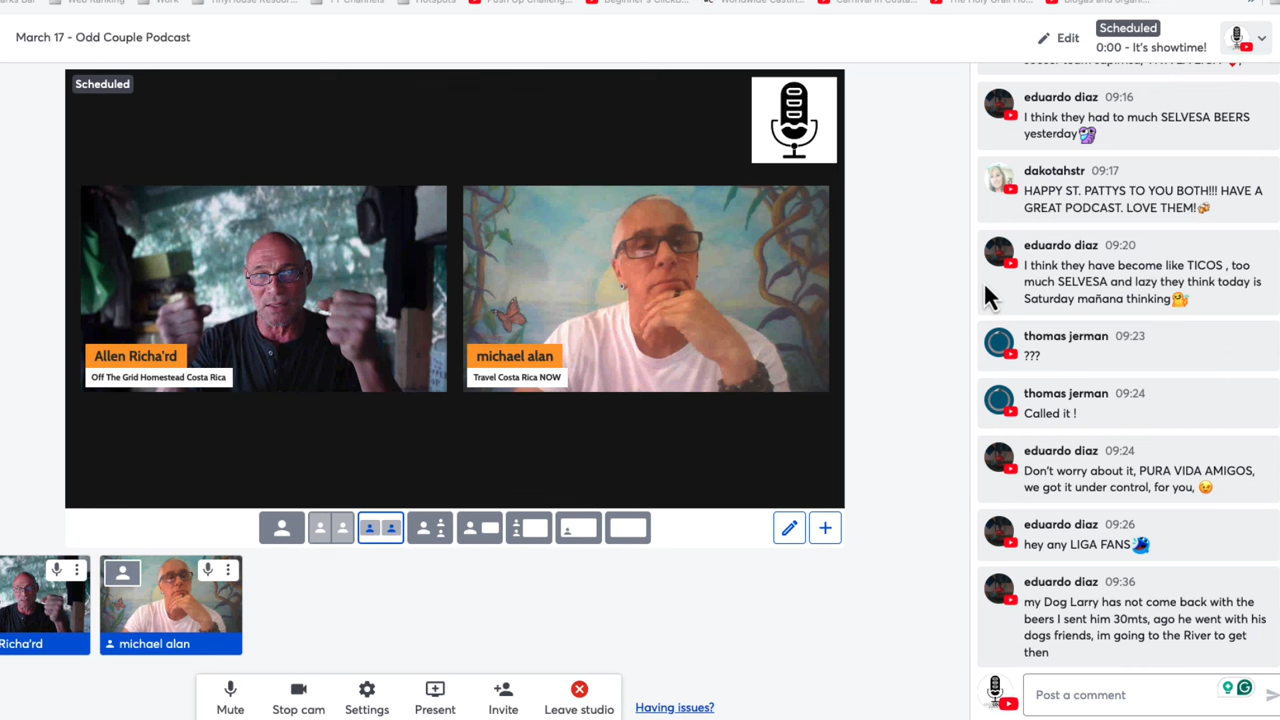 Work
March 17 - Odd Couple Podcast
Edit
Scheduled
0:00 - It's showtime!
Scheduled
Allen Richa'rd
Off The Grid Homestead Costa Rica
michael alan
Travel Costa Rica NOW
Richa'rd
michael alan
Mute
Stop cam
Settings
Present
Invite
Leave studio
Having issues?
eduardo diaz 09:16
I think they had to much SELVESA BEERS
yesterday
dakotahstr 09:17
HAPPY ST. PATTYS TO YOU BOTH!!! HAVE A
GREAT PODCAST. LOVE THEM!
eduardo diaz 09:20
I think they have become like TICOS , too
much SELVESA and lazy they think today is
Saturday mañana thinking
thomas jerman 09:23
???
thomas jerman 09:24
Called it !
eduardo diaz 09:24
Don't worry about it, PURA VIDA AMIGOS,
we got it under control, for you,
eduardo diaz 09:26
hey any LIGA FANS
eduardo diaz 09:36
my Dog Larry has not come back with the
beers I sent him 30mts, ago he went with his
dogs friends, im going to the River to get
then
Post a comment